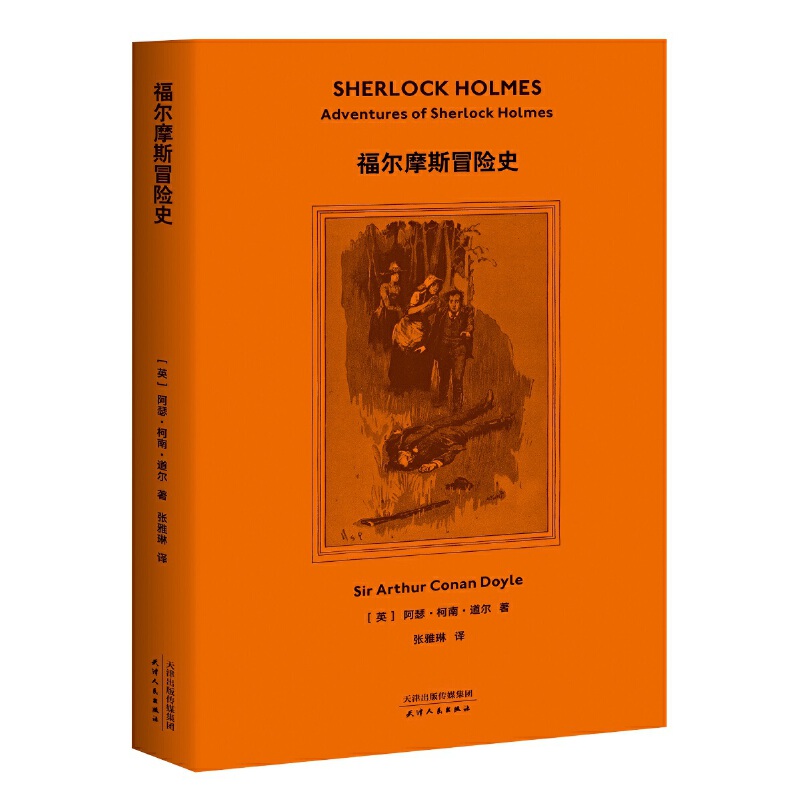 福尔摩斯冒险史
[英]阿瑟·柯南·道尔 著
张雅琳 译
天津出版传媒集团
天津人民出版社
SHERLOCK HOLMES
Adventures of Sherlock Holmes
福尔摩斯冒险史
Sir Arthur Conan Doyle
[英] 阿瑟·柯南·道尔 著
张雅琳 译
天津出版传媒集团
天津人民出版社